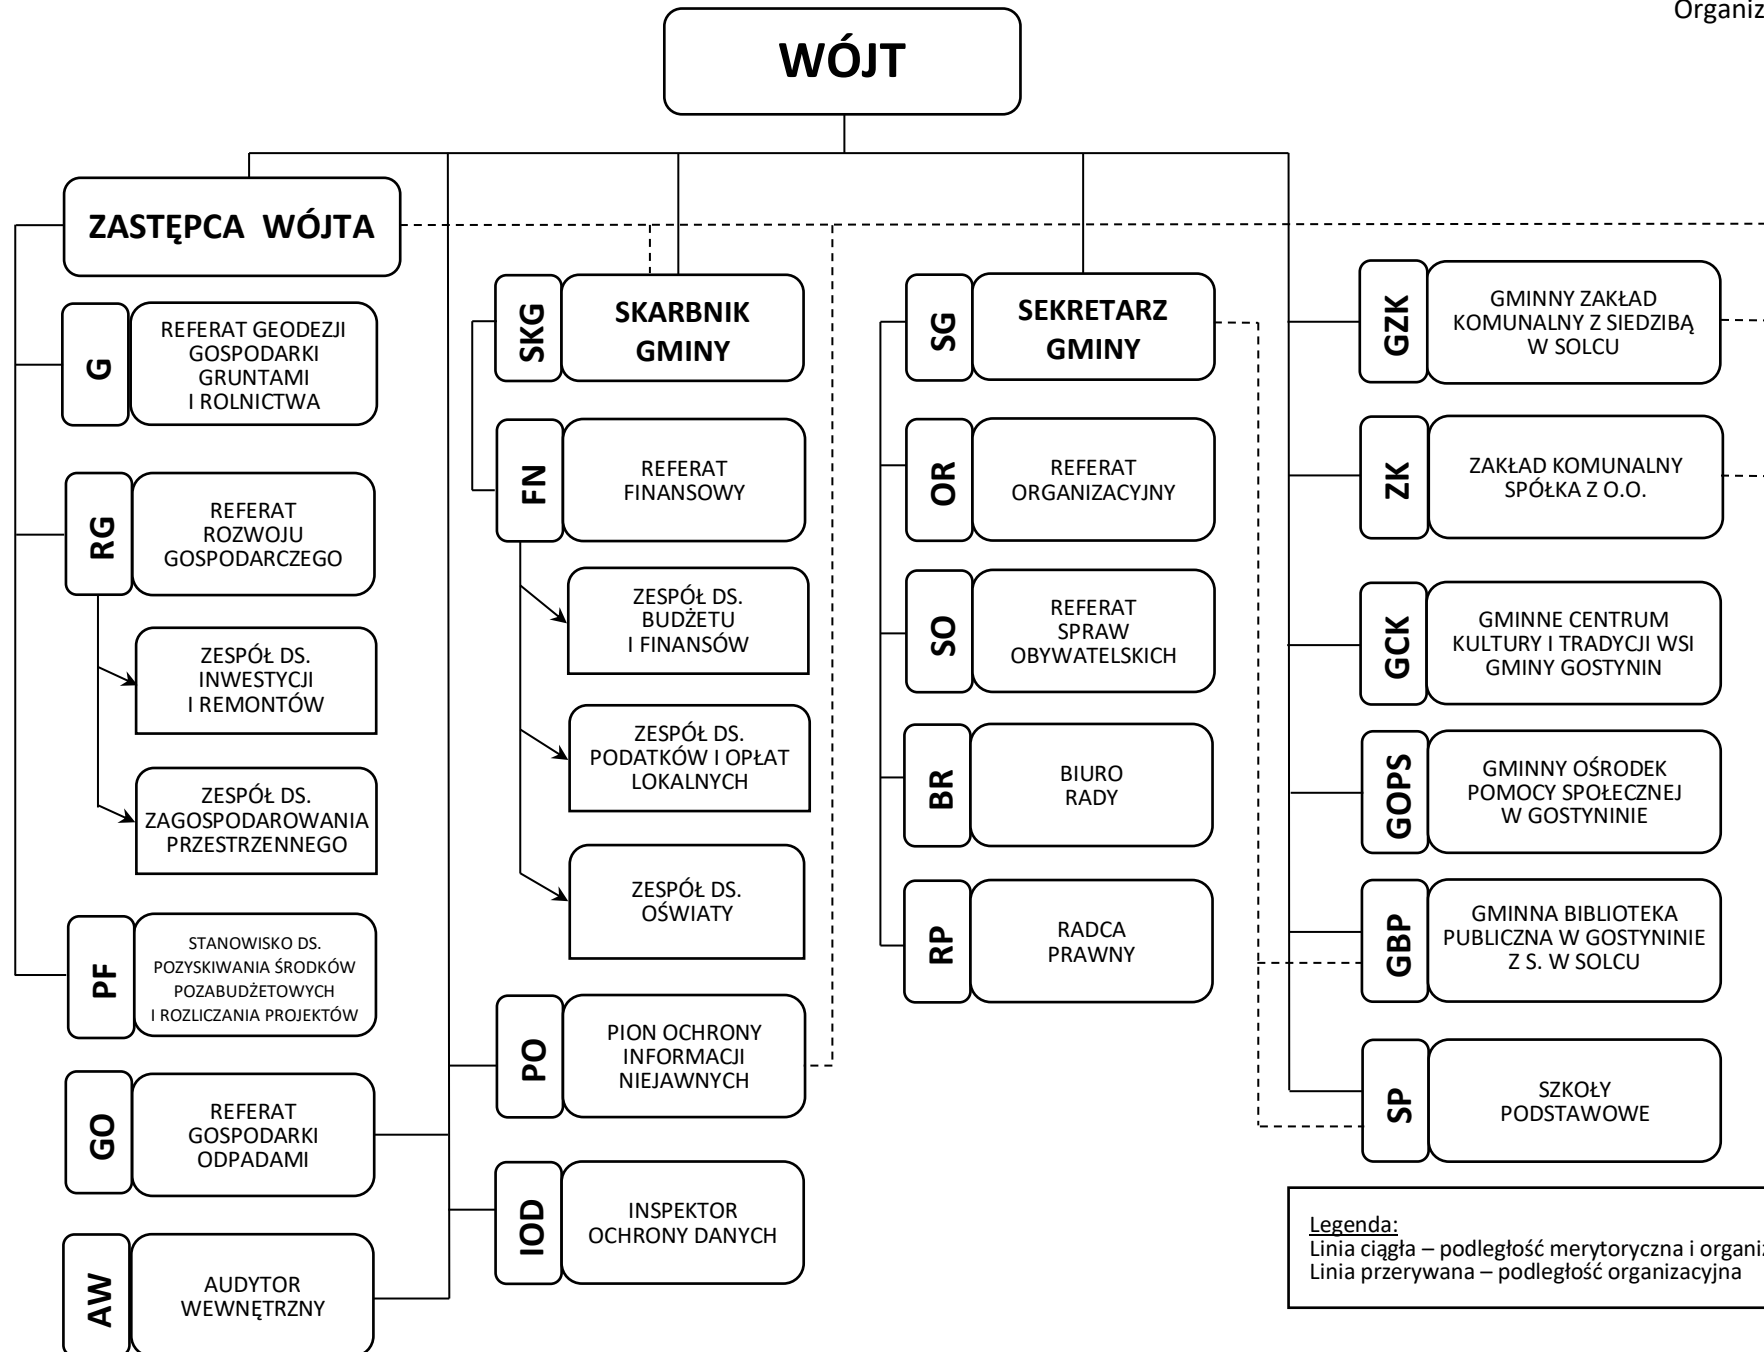 Organiz
WÓJT
ZASTĘPCA WÓJTA
G
REFERAT GEODEZJI
GOSPODARKI
GRUNTAMI
I ROLNICTWA
RG
REFERAT
ROZWOJU
GOSPODARCZEGO
ZESPÓŁ DS.
INWESTYCJI
I REMONTÓW
ZESPÓŁ DS.
ZAGOSPODAROWANIA
PRZESTRZENNEGO
PF
STANOWISKO DS.
POZYSKIWANIA ŚRODKÓW
POZABUDŻETOWYCH
I ROZLICZANIA PROJEKTÓW
GO
REFERAT
GOSPODARKI
ODPADAMI
AW
AUDYTOR
WEWNĘTRZNY
SKG
SKARBNIK
GMINY
FN
REFERAT
FINANSOWY
ZESPÓŁ DS.
BUDŻETU
I FINANSÓW
ZESPÓŁ DS.
PODATKÓW I OPŁAT
LOKALNYCH
ZESPÓŁ DS.
OŚWIATY
PO
PION OCHRONY
INFORMACJI
NIEJAWNYCH
IOD
INSPEKTOR
OCHRONY DANYCH
SG
SEKRETARZ
GMINY
OR
REFERAT
ORGANIZACYJNY
SO
REFERAT
SPRAW
OBYWATELSKICH
BR
BIURO
RADY
RP
RADCA
PRAWNY
GZK
GMINNY ZAKŁAD
KOMUNALNY Z SIEDZIBĄ
W SOLCU
ZK
ZAKŁAD KOMUNALNY
SPÓŁKA Z O.O.
GCK
GMINNE CENTRUM
KULTURY I TRADYCJI WSI
GMINY GOSTYNIN
GOPS
GMINNY OŚRODEK
POMOCY SPOŁECZNEJ
W GOSTYNINIE
GBP
GMINNA BIBLIOTEKA
PUBLICZNA W GOSTYNINIE
Z S. W SOLCU
SP
SZKOŁY
PODSTAWOWE
Legenda:
Linia ciągła – podległość merytoryczna i organiz
Linia przerywana – podległość organizacyjna